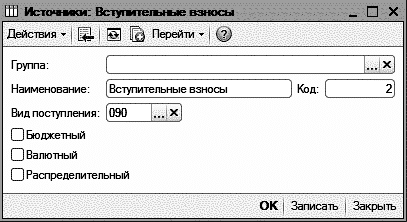 Источники: Вступительные взносы
Действия Перейти ?
Группа: ...
Наименование: Вступительные взносы Код: 2
Вид поступления: 090 ...
Бюджетный
Валютный
Распределительный
OK Записать Закрыть